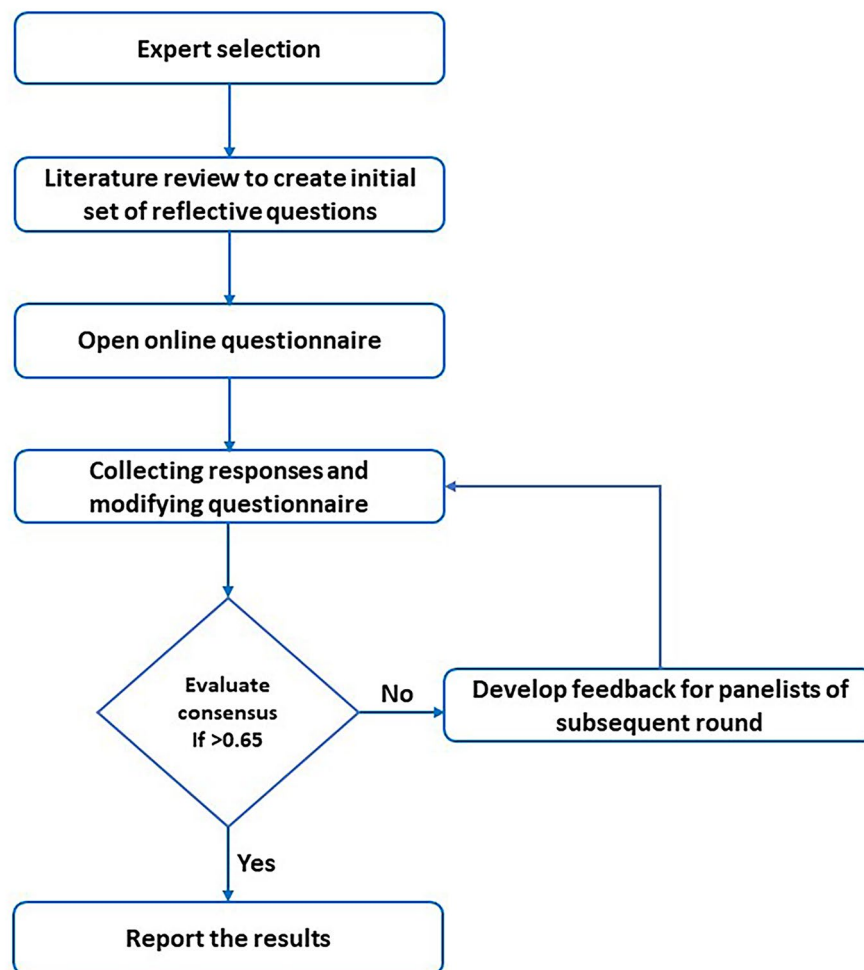 Expert selection
Literature review to create initial
set of reflective questions
Open online questionnaire
Collecting responses and
modifying questionnaire
Evaluate
consensus
If >0.65
No
Develop feedback for panelists of
subsequent round
Yes
Report the results